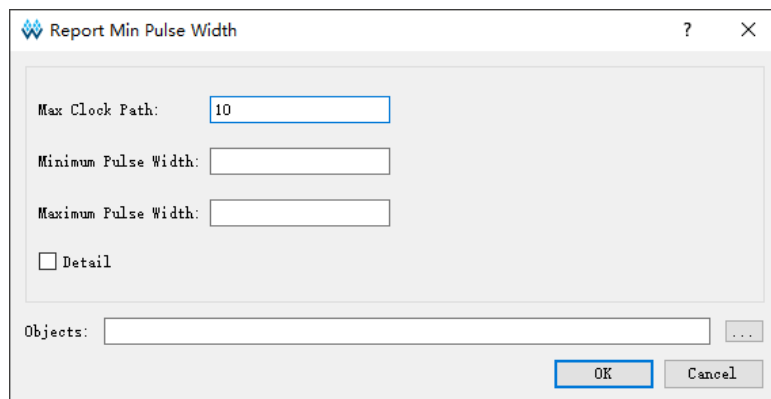 Report Min Pulse Width ?
Max Clock Path: 10
Minimum Pulse Width:
Maximum Pulse Width:
Detail
Objects: ...
OK Cancel